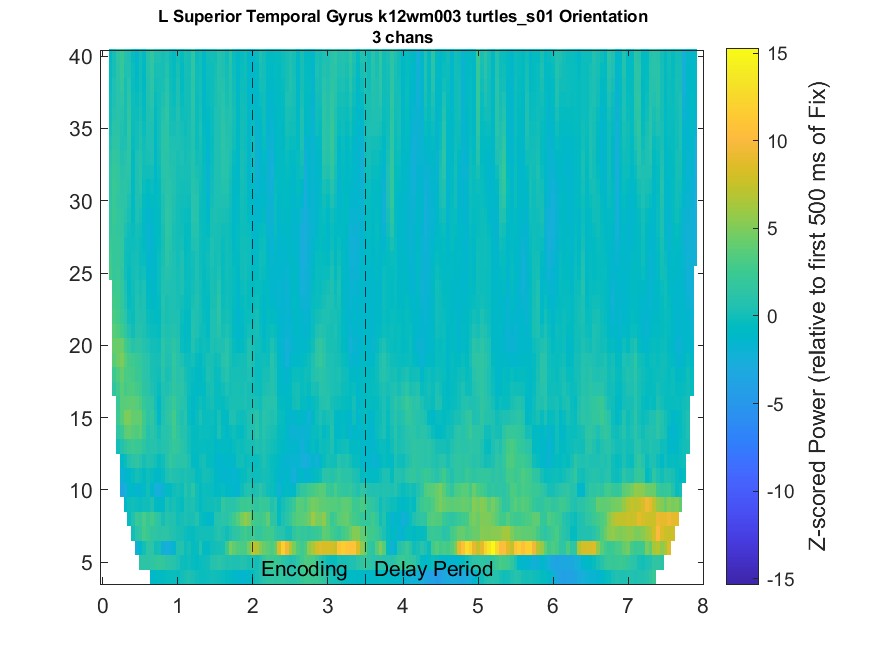 L Superior Temporal Gyrus k12wm003 turtles_s01 Orientation
3 chans
40
35
30
25
20
15
10
5
0 1 2 3 4 5 6 7 8
Encoding
Delay Period
15
10
5
0
-5
-10
-15
Z-scored Power (relative to first 500 ms of Fix)